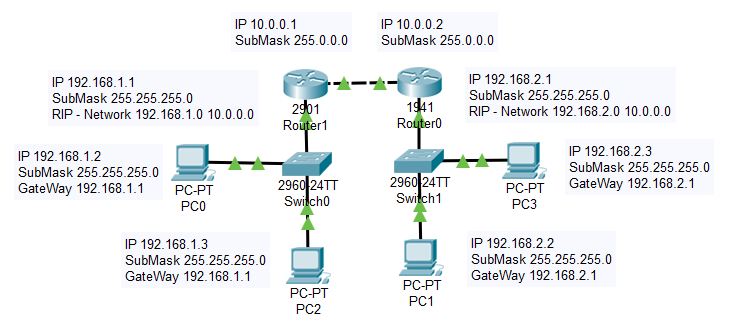 IP 10.0.0.1
SubMask 255.0.0.0
IP 10.0.0.2
SubMask 255.0.0.0
IP 192.168.1.1
SubMask 255.255.255.0
RIP - Network 192.168.1.0 10.0.0.0
2901
Router1
1941
Router0
IP 192.168.2.1
SubMask 255.255.255.0
RIP - Network 192.168.2.0 10.0.0.0
IP 192.168.1.2
SubMask 255.255.255.0
GateWay 192.168.1.1
PC-PT
PC0
2960-24TT
Switch0
2960-24TT
Switch1
PC-PT
PC3
IP 192.168.2.3
SubMask 255.255.255.0
GateWay 192.168.2.1
IP 192.168.1.3
SubMask 255.255.255.0
GateWay 192.168.1.1
PC-PT
PC2
PC-PT
PC1
IP 192.168.2.2
SubMask 255.255.255.0
GateWay 192.168.2.1